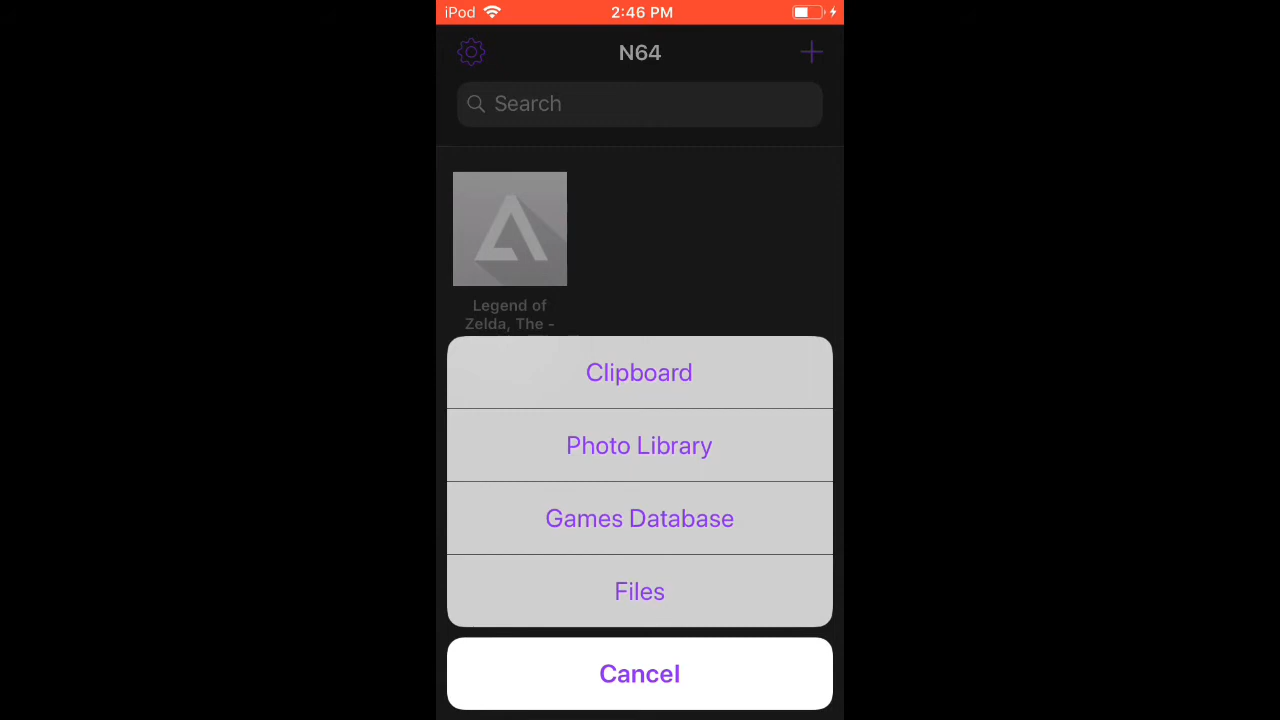 iPod 2:46 PM
N64
Search
Legend of
Zelda, The -
Clipboard
Photo Library
Games Database
Files
Cancel